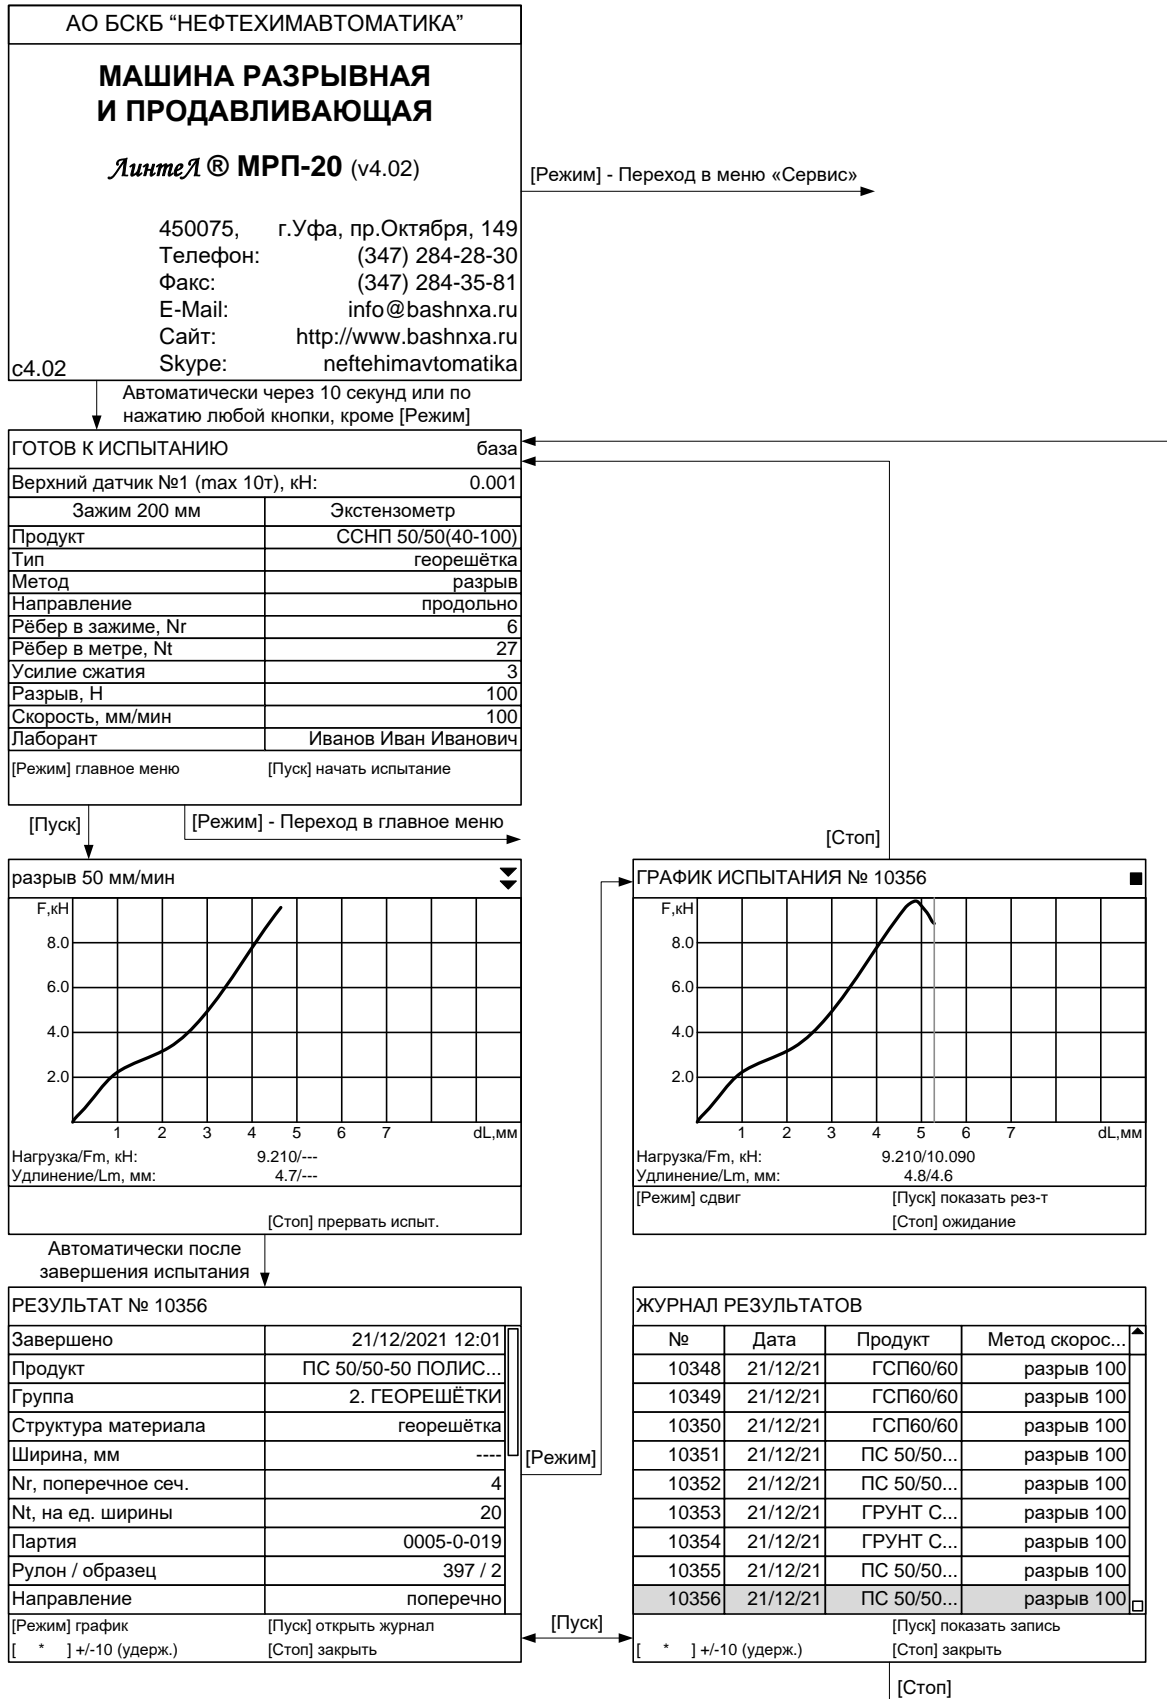 АО БСКБ “НЕФТЕХИМАВТОМАТИКА”
МАШИНА РАЗРЫВНАЯ
И ПРОДАВЛИВАЮЩАЯ
ЛинтеЛ ® МРП-20 (v4.02)
450075, г.Уфа, пр.Октября, 149
Телефон: (347) 284-28-30
Факс: (347) 284-35-81
E-Mail: info@bashnxa.ru
Сайт: http://www.bashnxa.ru
Skype: neftehimavtomatika
c4.02
[Режим] - Переход в меню «Сервис»
Автоматически через 10 секунд или по
нажатию любой кнопки, кроме [Режим]
ГОТОВ К ИСПЫТАНИЮ база
Верхний датчик №1 (max 10т), кН: 0.001
Зажим 200 мм Экстензометр
Продукт ССНП 50/50(40-100)
Тип георешётка
Метод разрыв
Направление продольно
Рёбер в зажиме, Nr 6
Рёбер в метре, Nt 27
Усилие сжатия 3
Разрыв, Н 100
Скорость, мм/мин 100
Лаборант Иванов Иван Иванович
[Режим] главное меню [Пуск] начать испытание
[Пуск]
[Режим] - Переход в главное меню
[Стоп]
разрыв 50 мм/мин
F,кН
8.0
6.0
4.0
2.0
1 2 3 4 5 6 7 dL,мм
Нагрузка/Fm, кН: 9.210/---
Удлинение/Lm, мм: 4.7/---
[Стоп] прервать испыт.
ГРАФИК ИСПЫТАНИЯ № 10356
F,кН
8.0
6.0
4.0
2.0
1 2 3 4 5 6 7 dL,мм
Нагрузка/Fm, кН: 9.210/10.090
Удлинение/Lm, мм: 4.8/4.6
[Режим] сдвиг [Пуск] показать рез-т
[Стоп] ожидание
Автоматически после
завершения испытания
РЕЗУЛЬТАТ № 10356
Завершено 21/12/2021 12:01
Продукт ПС 50/50-50 ПОЛИС...
Группа 2. ГЕОРЕШЁТКИ
Структура материала георешётка
Ширина, мм ----
Nr, поперечное сеч. 4
Nt, на ед. ширины 20
Партия 0005-0-019
Рулон / образец 397 / 2
Направление поперечно
[Режим] график [Пуск] открыть журнал
[ * ] +/-10 (удерж.) [Стоп] закрыть
[Режим]
[Пуск]
ЖУРНАЛ РЕЗУЛЬТАТОВ
№ Дата Продукт Метод скорос...
10348 21/12/21 ГСП60/60 разрыв 100
10349 21/12/21 ГСП60/60 разрыв 100
10350 21/12/21 ГСП60/60 разрыв 100
10351 21/12/21 ПС 50/50... разрыв 100
10352 21/12/21 ПС 50/50... разрыв 100
10353 21/12/21 ГРУНТ С... разрыв 100
10354 21/12/21 ГРУНТ С... разрыв 100
10355 21/12/21 ПС 50/50... разрыв 100
10356 21/12/21 ПС 50/50... разрыв 100
[Пуск] показать запись
[ * ] +/-10 (удерж.) [Стоп] закрыть
[Стоп]